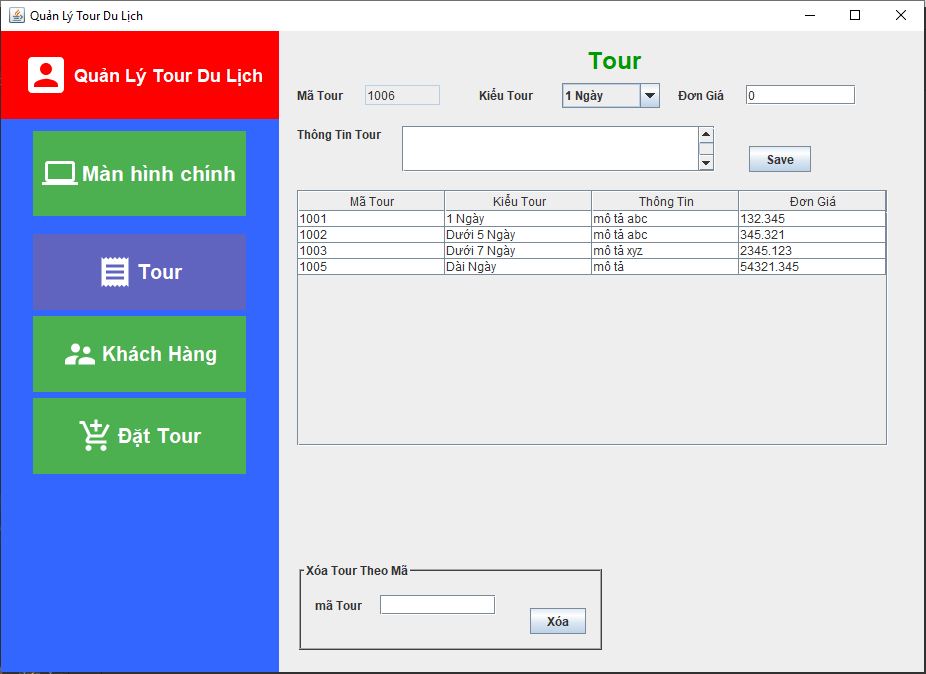 Quản Lý Tour Du Lịch
Quản Lý Tour Du Lịch
Màn hình chính
Tour
Khách Hàng
Đặt Tour
Tour
Mã Tour 1006 Kiểu Tour 1 Ngày Đơn Giá 0
Thông Tin Tour
Save
Mã Tour Kiểu Tour Thông Tin Đơn Giá
1001 1 Ngày mô tả abc 132.345
1002 Dưới 5 Ngày mô tả abc 345.321
1003 Dưới 7 Ngày mô tả xyz 2345.123
1005 Dài Ngày mô tả 54321.345
Xóa Tour Theo Mã
mã Tour
Xóa